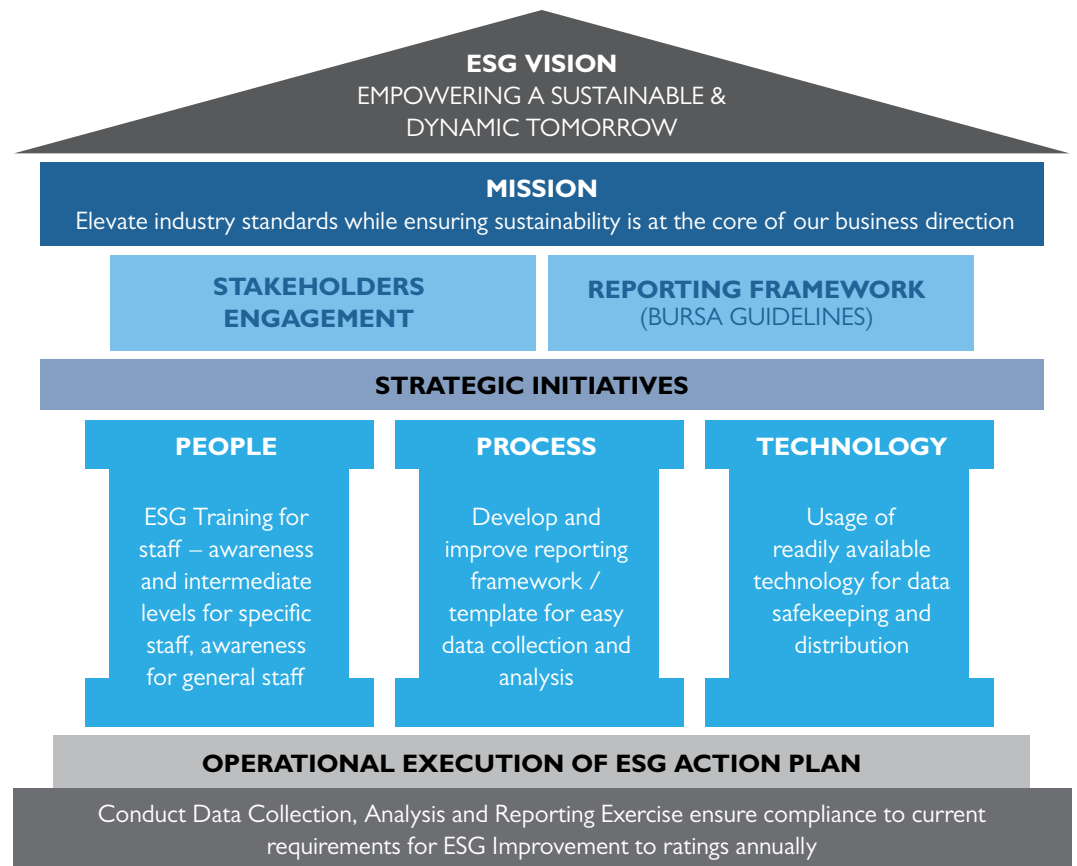 ESG VISION
EMPOWERING A SUSTAINABLE &
DYNAMIC TOMORROW
MISSION
Elevate industry standards while ensuring sustainability is at the core of our business direction
STAKEHOLDERS
ENGAGEMENT
REPORTING FRAMEWORK
(BURSA GUIDELINES)
STRATEGIC INITIATIVES
PEOPLE
ESG Training for
staff – awareness
and intermediate
levels for specific
staff, awareness
for general staff
PROCESS
Develop and
improve reporting
framework /
template for easy
data collection and
analysis
TECHNOLOGY
Usage of
readily available
technology for data
safekeeping and
distribution
OPERATIONAL EXECUTION OF ESG ACTION PLAN
Conduct Data Collection, Analysis and Reporting Exercise ensure compliance to current
requirements for ESG Improvement to ratings annually